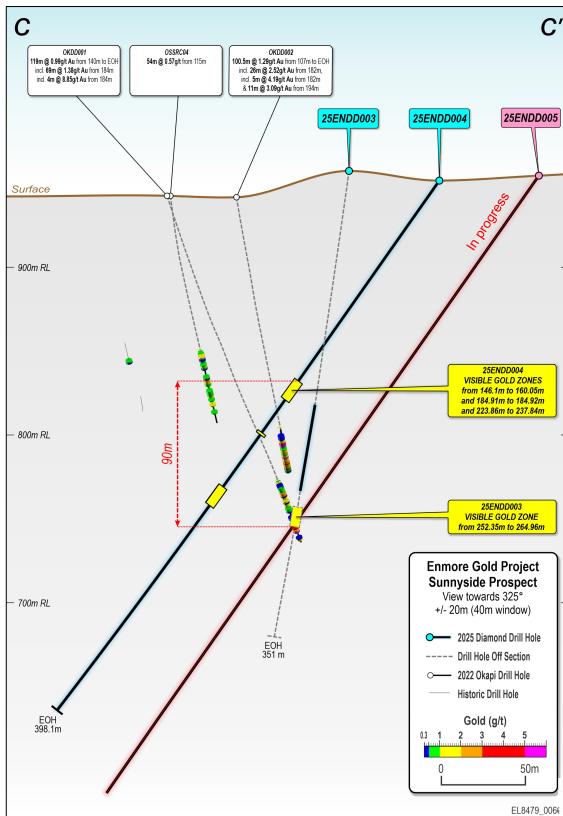 C
C'
OKDD001
119m @ 0.99g/t Au from 140m to EOH
incl. 69m @ 1.38g/t Au from 184m
incl. 4m @ 8.85g/t Au from 184m
OSSRC04
54m @ 0.57g/t from 115m
OKDD002
100.5m @ 1.29g/t Au from 107m to EOH
incl. 26m @ 2.52g/t Au from 182m,
incl. 5m @ 4.19g/t Au from 182m
& 11m @ 3.09g/t Au from 194m
25ENDD003
25ENDD004
25ENDD005
Surface
In progress
900m RL
800m RL
700m RL
90m
25ENDD004
VISIBLE GOLD ZONES
from 146.1m to 160.05m
and 184.91m to 184.92m
and 223.86m to 237.84m
25ENDD003
VISIBLE GOLD ZONE
from 252.35m to 264.96m
EOH
351 m
EOH
398.1m
Enmore Gold Project
Sunnyside Prospect
View towards 325°
+/- 20m (40m window)
2025 Diamond Drill Hole
Drill Hole Off Section
2022 Okapi Drill Hole
Historic Drill Hole
Gold (g/t)
0.1 1 2 3 4 5
0 50m